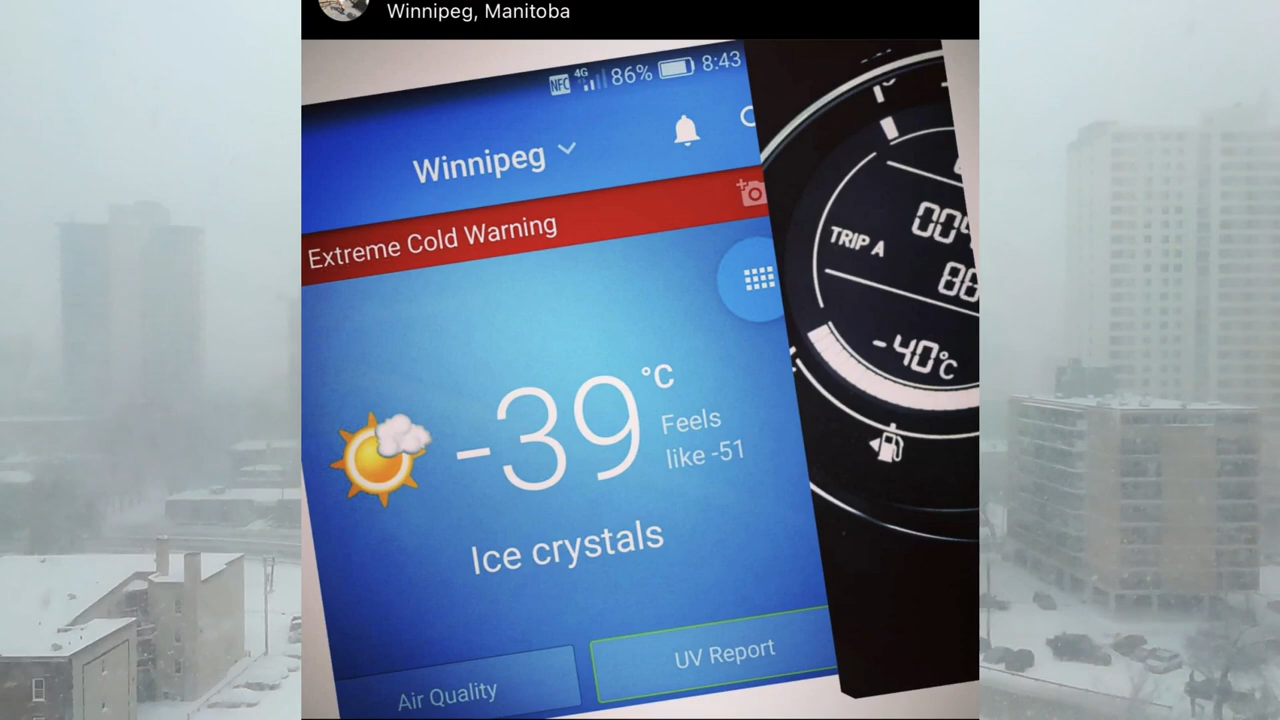 Winnipeg, Manitoba
NFC 4G 86% 8:43
Winnipeg
Extreme Cold Warning
-39 °C
Feels
like -51
Ice crystals
Air Quality
UV Report
TRIP A
-40°C